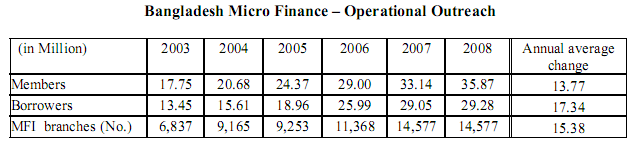 Bangladesh Micro Finance – Operational Outreach
(in Million) 2003 2004 2005 2006 2007 2008 Annual average change
Members 17.75 20.68 24.37 29.00 33.14 35.87 13.77
Borrowers 13.45 15.61 18.96 25.99 29.05 29.28 17.34
MFI branches (No.) 6,837 9,165 9,253 11,368 14,577 14,577 15.38